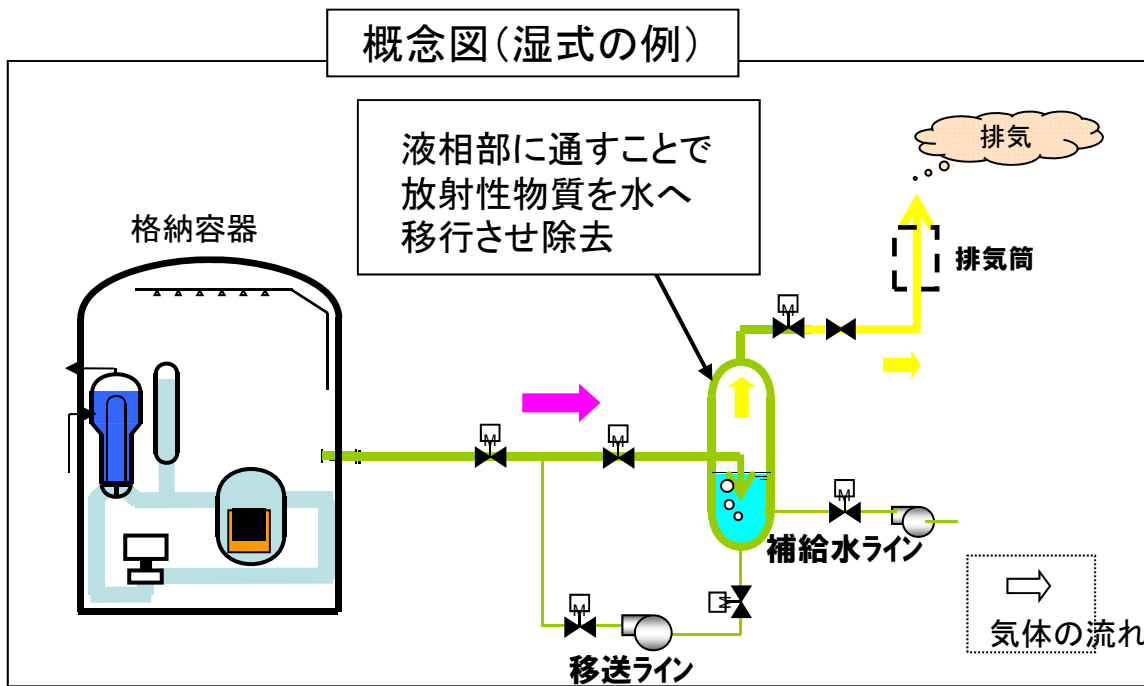 概念図(湿式の例)
液相部に通すことで
放射性物質を水へ
移行させ除去
排気
格納容器
排気筒
M
M
M
M
補給水ライン
M
M
移送ライン
気体の流れ